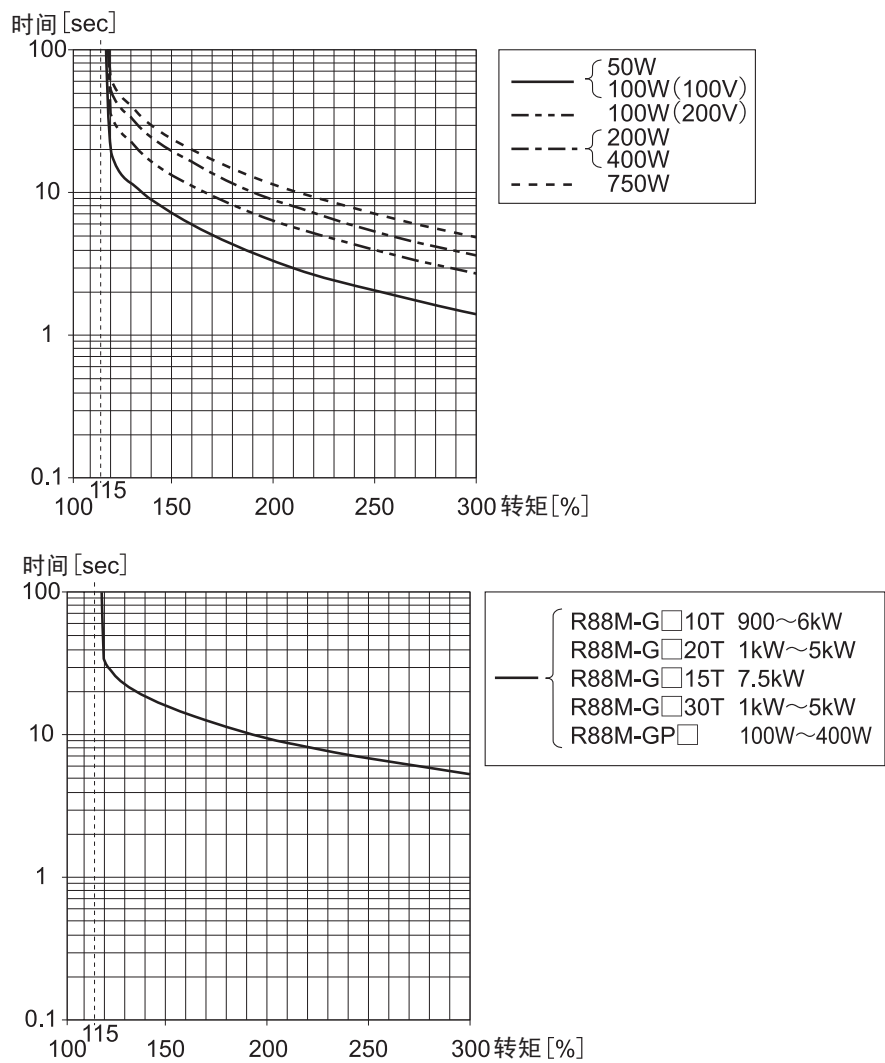 时间[sec]
100
10
1
0.1
100
115
150
200
250
300
转矩[%]
50W
100W(100V)
100W(200V)
200W
400W
750W
时间[sec]
100
10
1
0.1
100
115
150
200
250
300
转矩[%]
R88M-G□10T 900～6kW
R88M-G□20T 1kW～5kW
R88M-G□15T 7.5kW
R88M-G□30T 1kW～5kW
R88M-GP□ 100W～400W